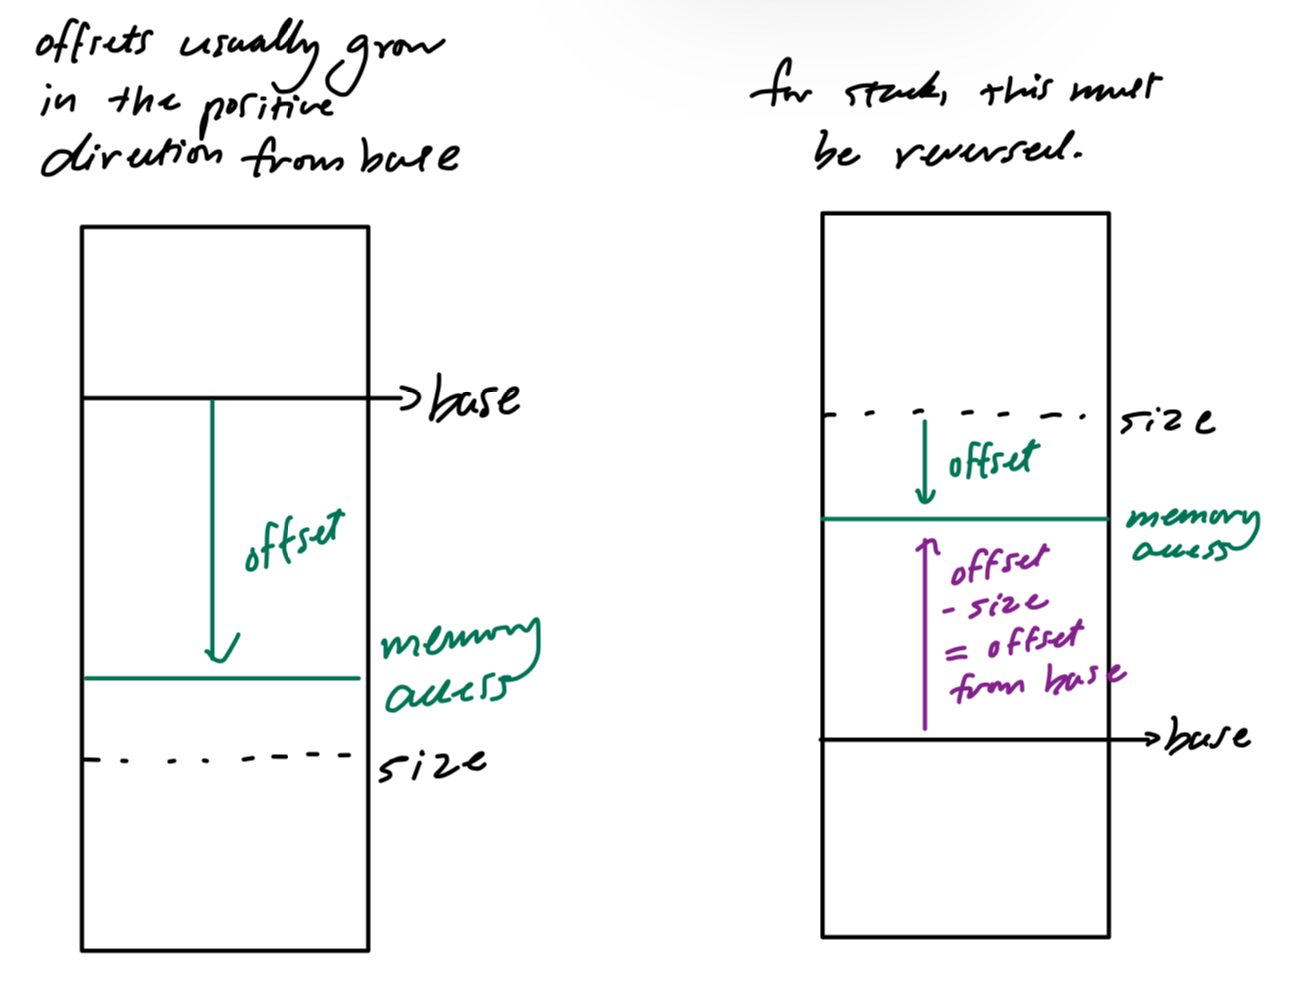 offsets usually grow
in the positive
direction from base
base
offset
memory
access
size
for stack, this must
be reversed.
size
offset
memory
access
offset
- size
= offset
from base
base